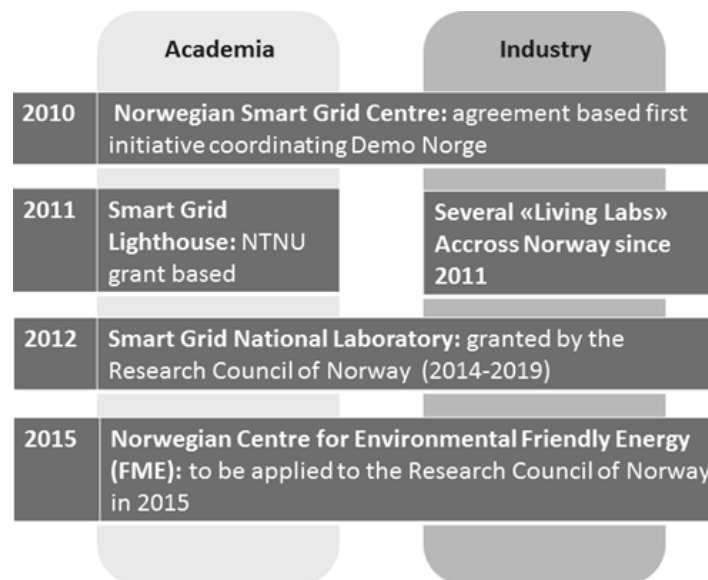 Academia
Industry
2010
Norwegian Smart Grid Centre: agreement based first
initiative coordinating Demo Norge
2011
Smart Grid
Lighthouse: NTNU
grant based
Several «Living Labs»
Accross Norway since
2011
2012
Smart Grid National Laboratory: granted by the
Research Council of Norway (2014-2019)
2015
Norwegian Centre for Environmental Friendly Energy
(FME): to be applied to the Research Council of Norway
in 2015